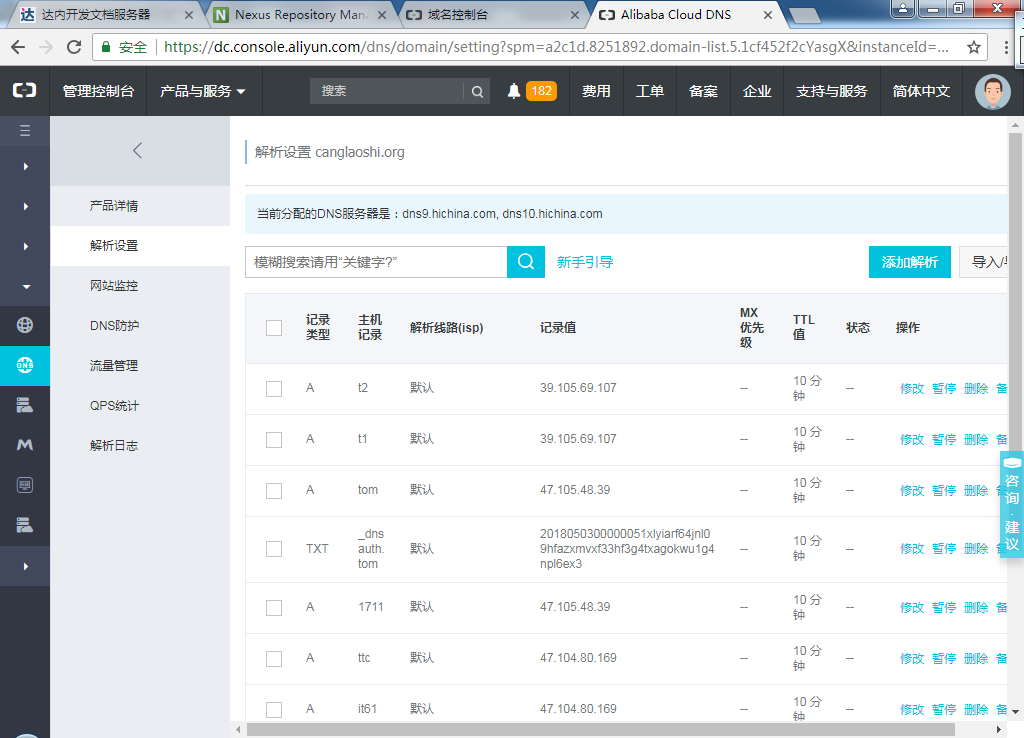 达内开发文档服务器
Nexus Repository Mana
域名控制台
Alibaba Cloud DNS
安全
https://dc.console.aliyun.com/dns/domain/setting?spm=a2c1d.8251892.domain-list.5.1cf452f2cYasgX&instanceId=...
管理控制台
产品与服务
搜索
182
费用
工单
备案
企业
支持与服务
简体中文
产品详情
解析设置
网站监控
DNS防护
流量管理
QPS统计
解析日志
解析设置 canglaoshi.org
当前分配的DNS服务器是：dns9.hichina.com, dns10.hichina.com
模糊搜索请用“关键字?”
新手引导
添加解析
导入/导
记录类型 主机记录 解析线路(isp) 记录值 MX优先级 TTL值 状态 操作
A t2 默认 39.105.69.107 -- 10 分钟 -- 修改 暂停 删除 备
A t1 默认 39.105.69.107 -- 10 分钟 -- 修改 暂停 删除 备
A tom 默认 47.105.48.39 -- 10 分钟 -- 修改 暂停 删除 备
TXT _dnsauth.tom 默认 2018050300000051xlyiarf64jnl09hfazxmvxf33hf3g4txagokwu1g4npl6ex3 -- 10 分钟 -- 修改 暂停 删除 备
A 1711 默认 47.105.48.39 -- 10 分钟 -- 修改 暂停 删除 备
A ttc 默认 47.104.80.169 -- 10 分钟 -- 修改 暂停 删除 备
A it61 默认 47.104.80.169 -- 10 分钟 -- 修改 暂停 删除 备
咨询·建议
DNS